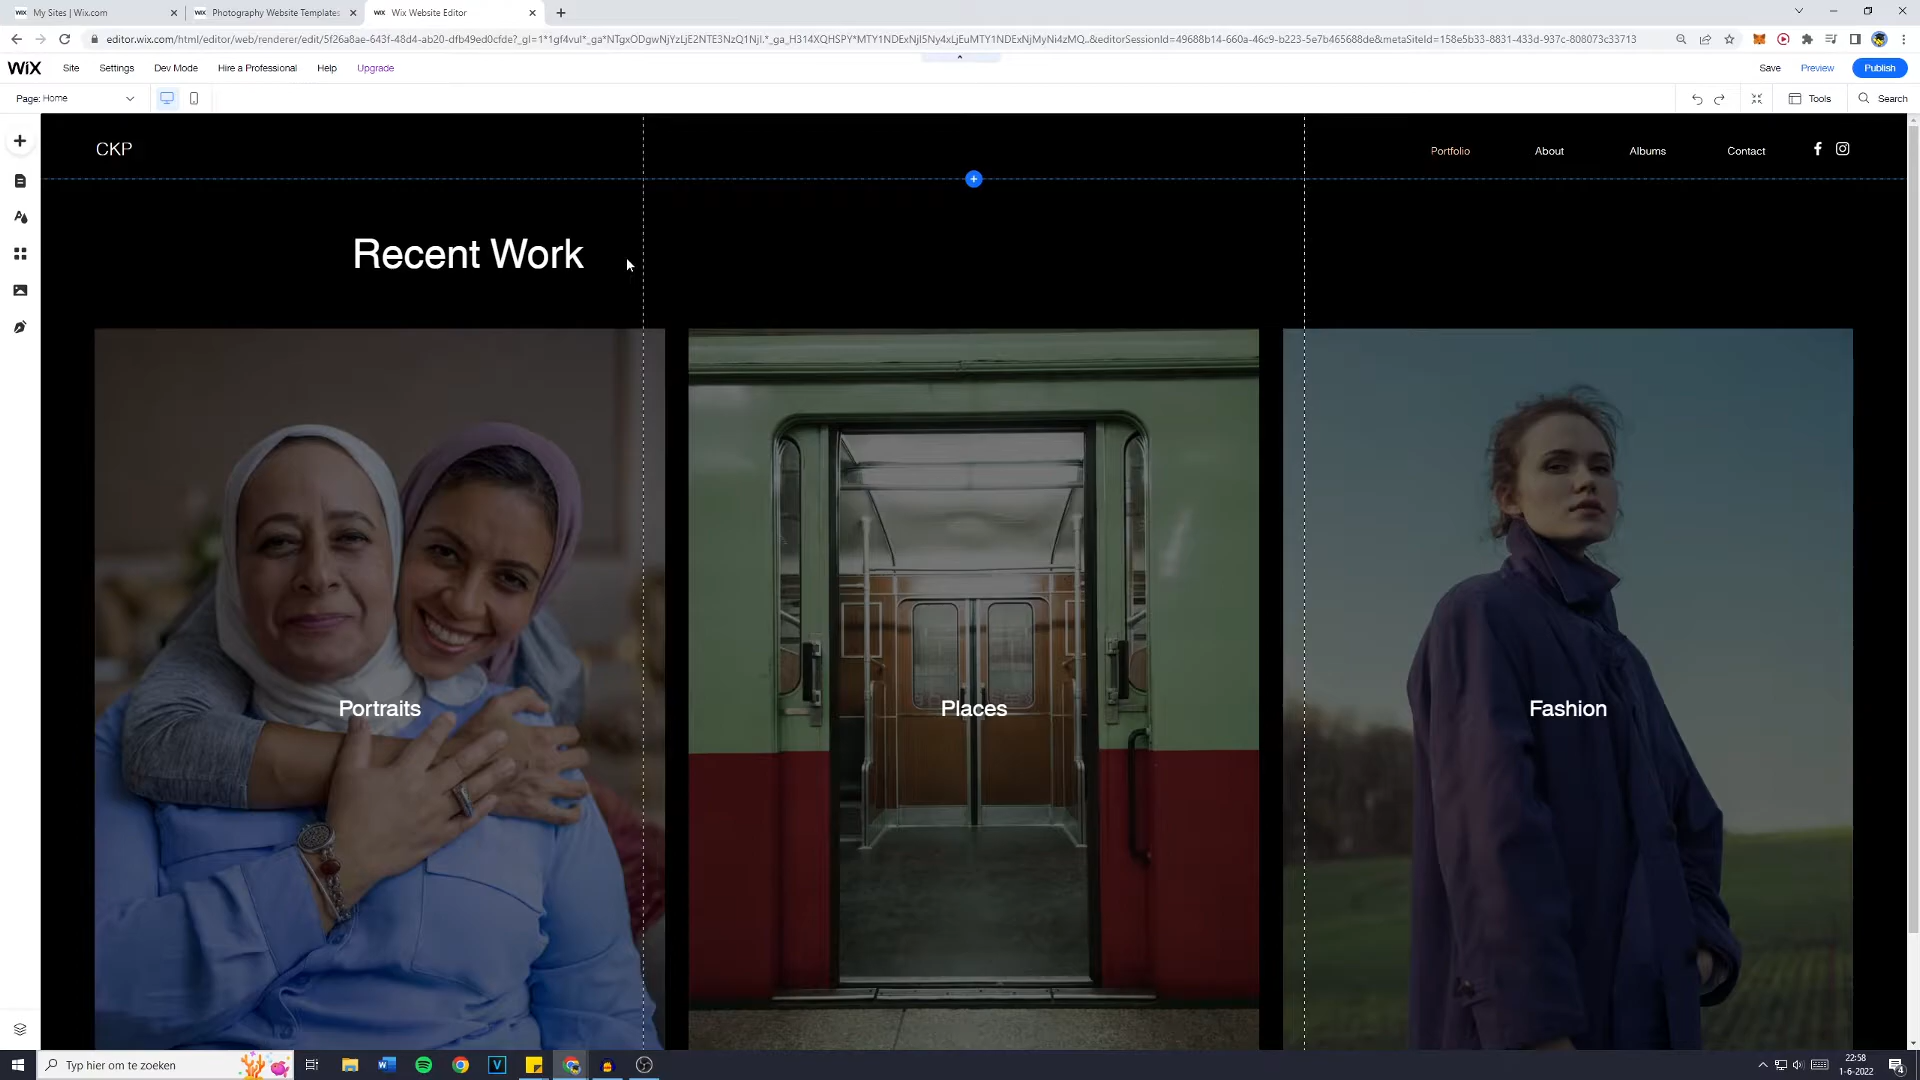 My Sites | Wix.com
Photography Website Templates
Wix Website Editor
WiX Site Settings Dev Mode Hire a Professional Help Upgrade
Save Preview Publish
Page: Home
Tools Search
CKP
Portfolio About Albums Contact
Recent Work
Portraits
Places
Fashion
Typ hier om te zoeken
22:58
1-6-2022